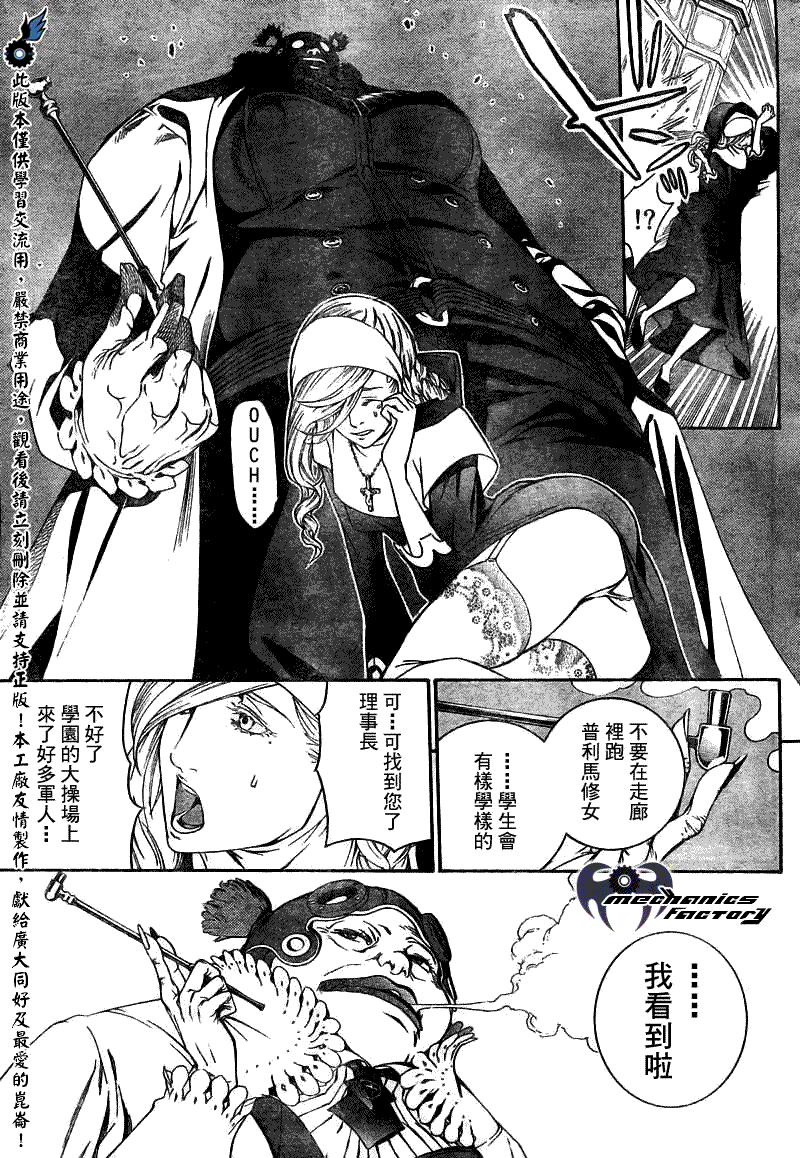 !?
OUCH……
不要在走廊
裡跑
普利馬修女
……學生會
有樣學樣的
可…可找到您了
理事長
不好了
學園的大操場上
來了好多軍人…
……
我看到啦
mechanics
factory
此版本僅供學習交流用，嚴禁商業用途，觀看後請立刻刪除並請支持正版！本工廠友情製作，獻給廣大同好及最愛的崑崙！